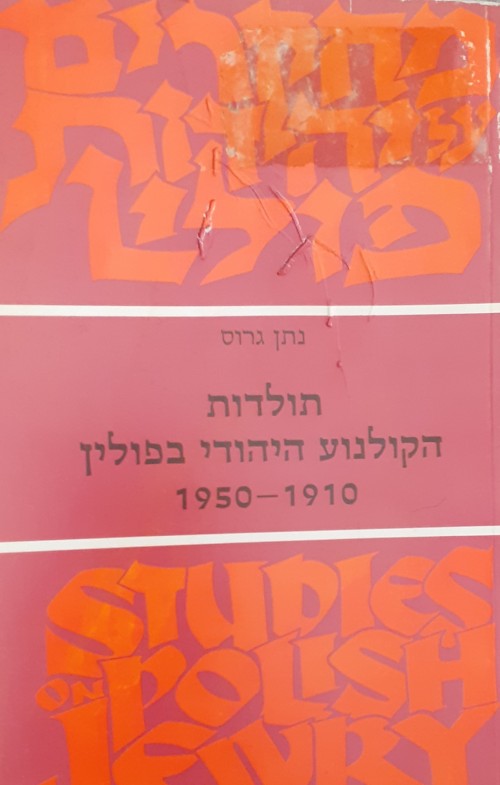 מחקרים
ביהדות
פולין
נתן גרוס
תולדות
הקולנוע היהודי בפולין
1950–1910
STUDIES
ON POLISH
JEWRY